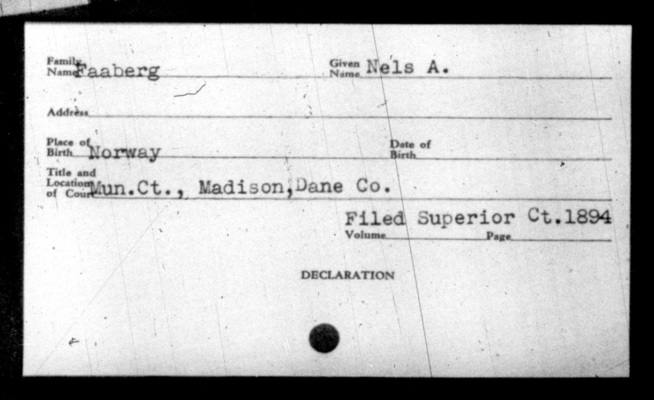 Family Name Faaberg Given Name Nels A.
Address
Place of Birth Norway Date of Birth
Title and Location of Court Mun.Ct., Madison,Dane Co.
Filed Superior Ct.1894
Volume Page
DECLARATION